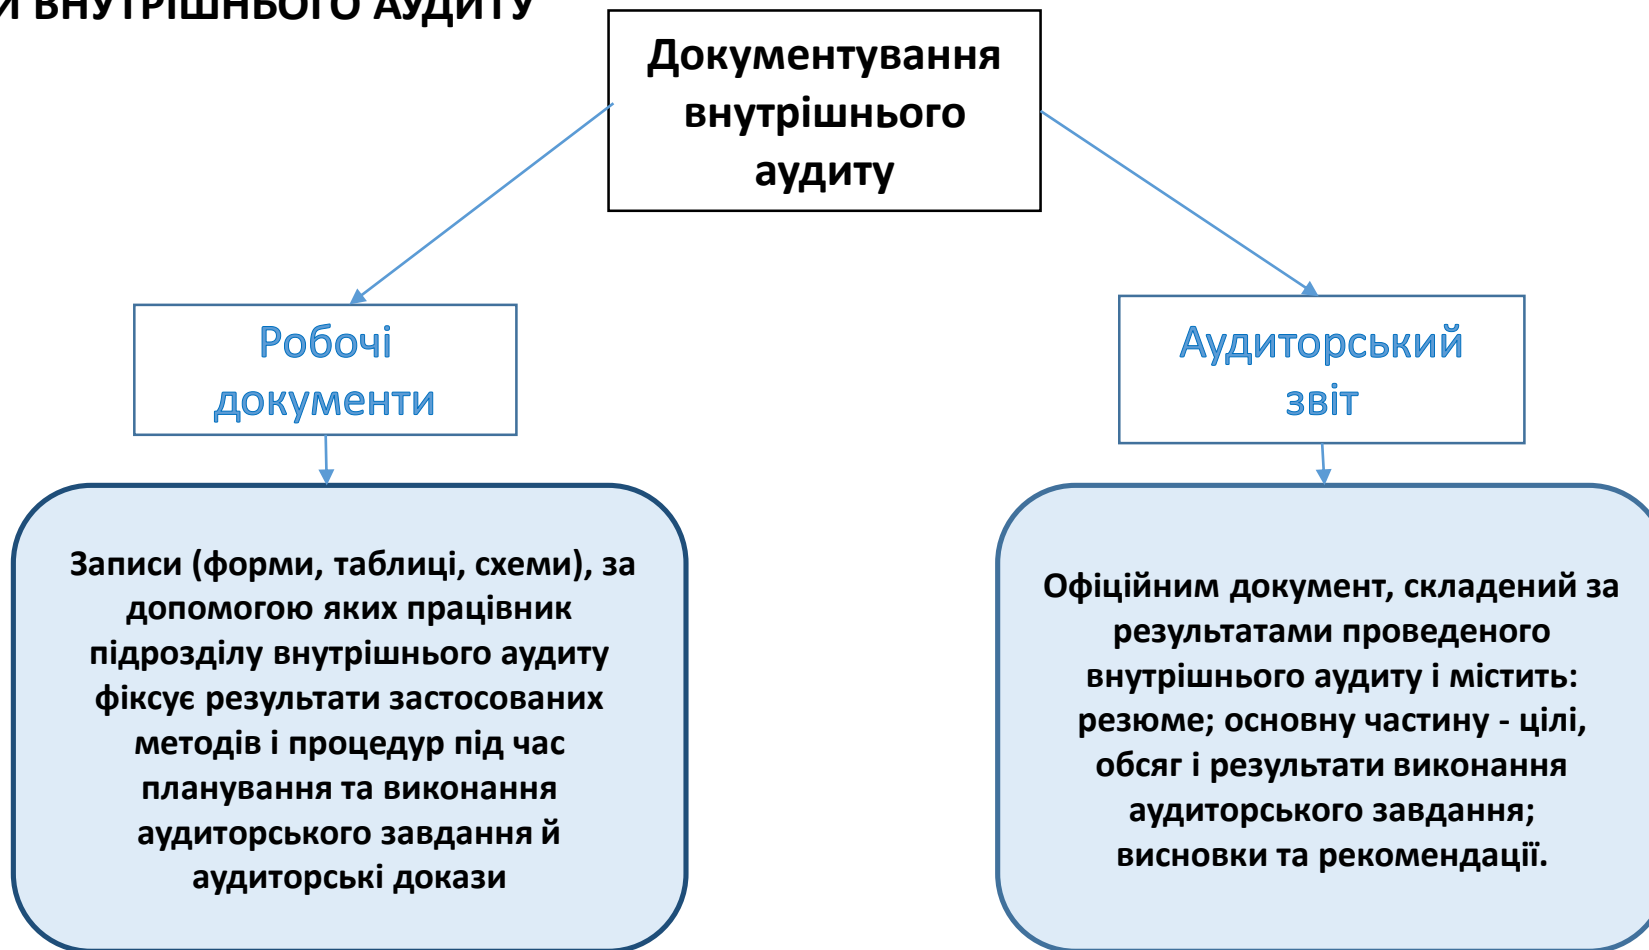 И ВНУТРІШНЬОГО АУДИТУ
Документування
внутрішнього
аудиту
Робочі
документи
Аудиторський
звіт
Записи (форми, таблиці, схеми), за
допомогою яких працівник
підрозділу внутрішнього аудиту
фіксує результати застосованих
методів і процедур під час
планування та виконання
аудиторського завдання й
аудиторські докази
Офіційним документ, складений за
результатами проведеного
внутрішнього аудиту і містить:
резюме; основну частину - цілі,
обсяг і результати виконання
аудиторського завдання;
висновки та рекомендації.